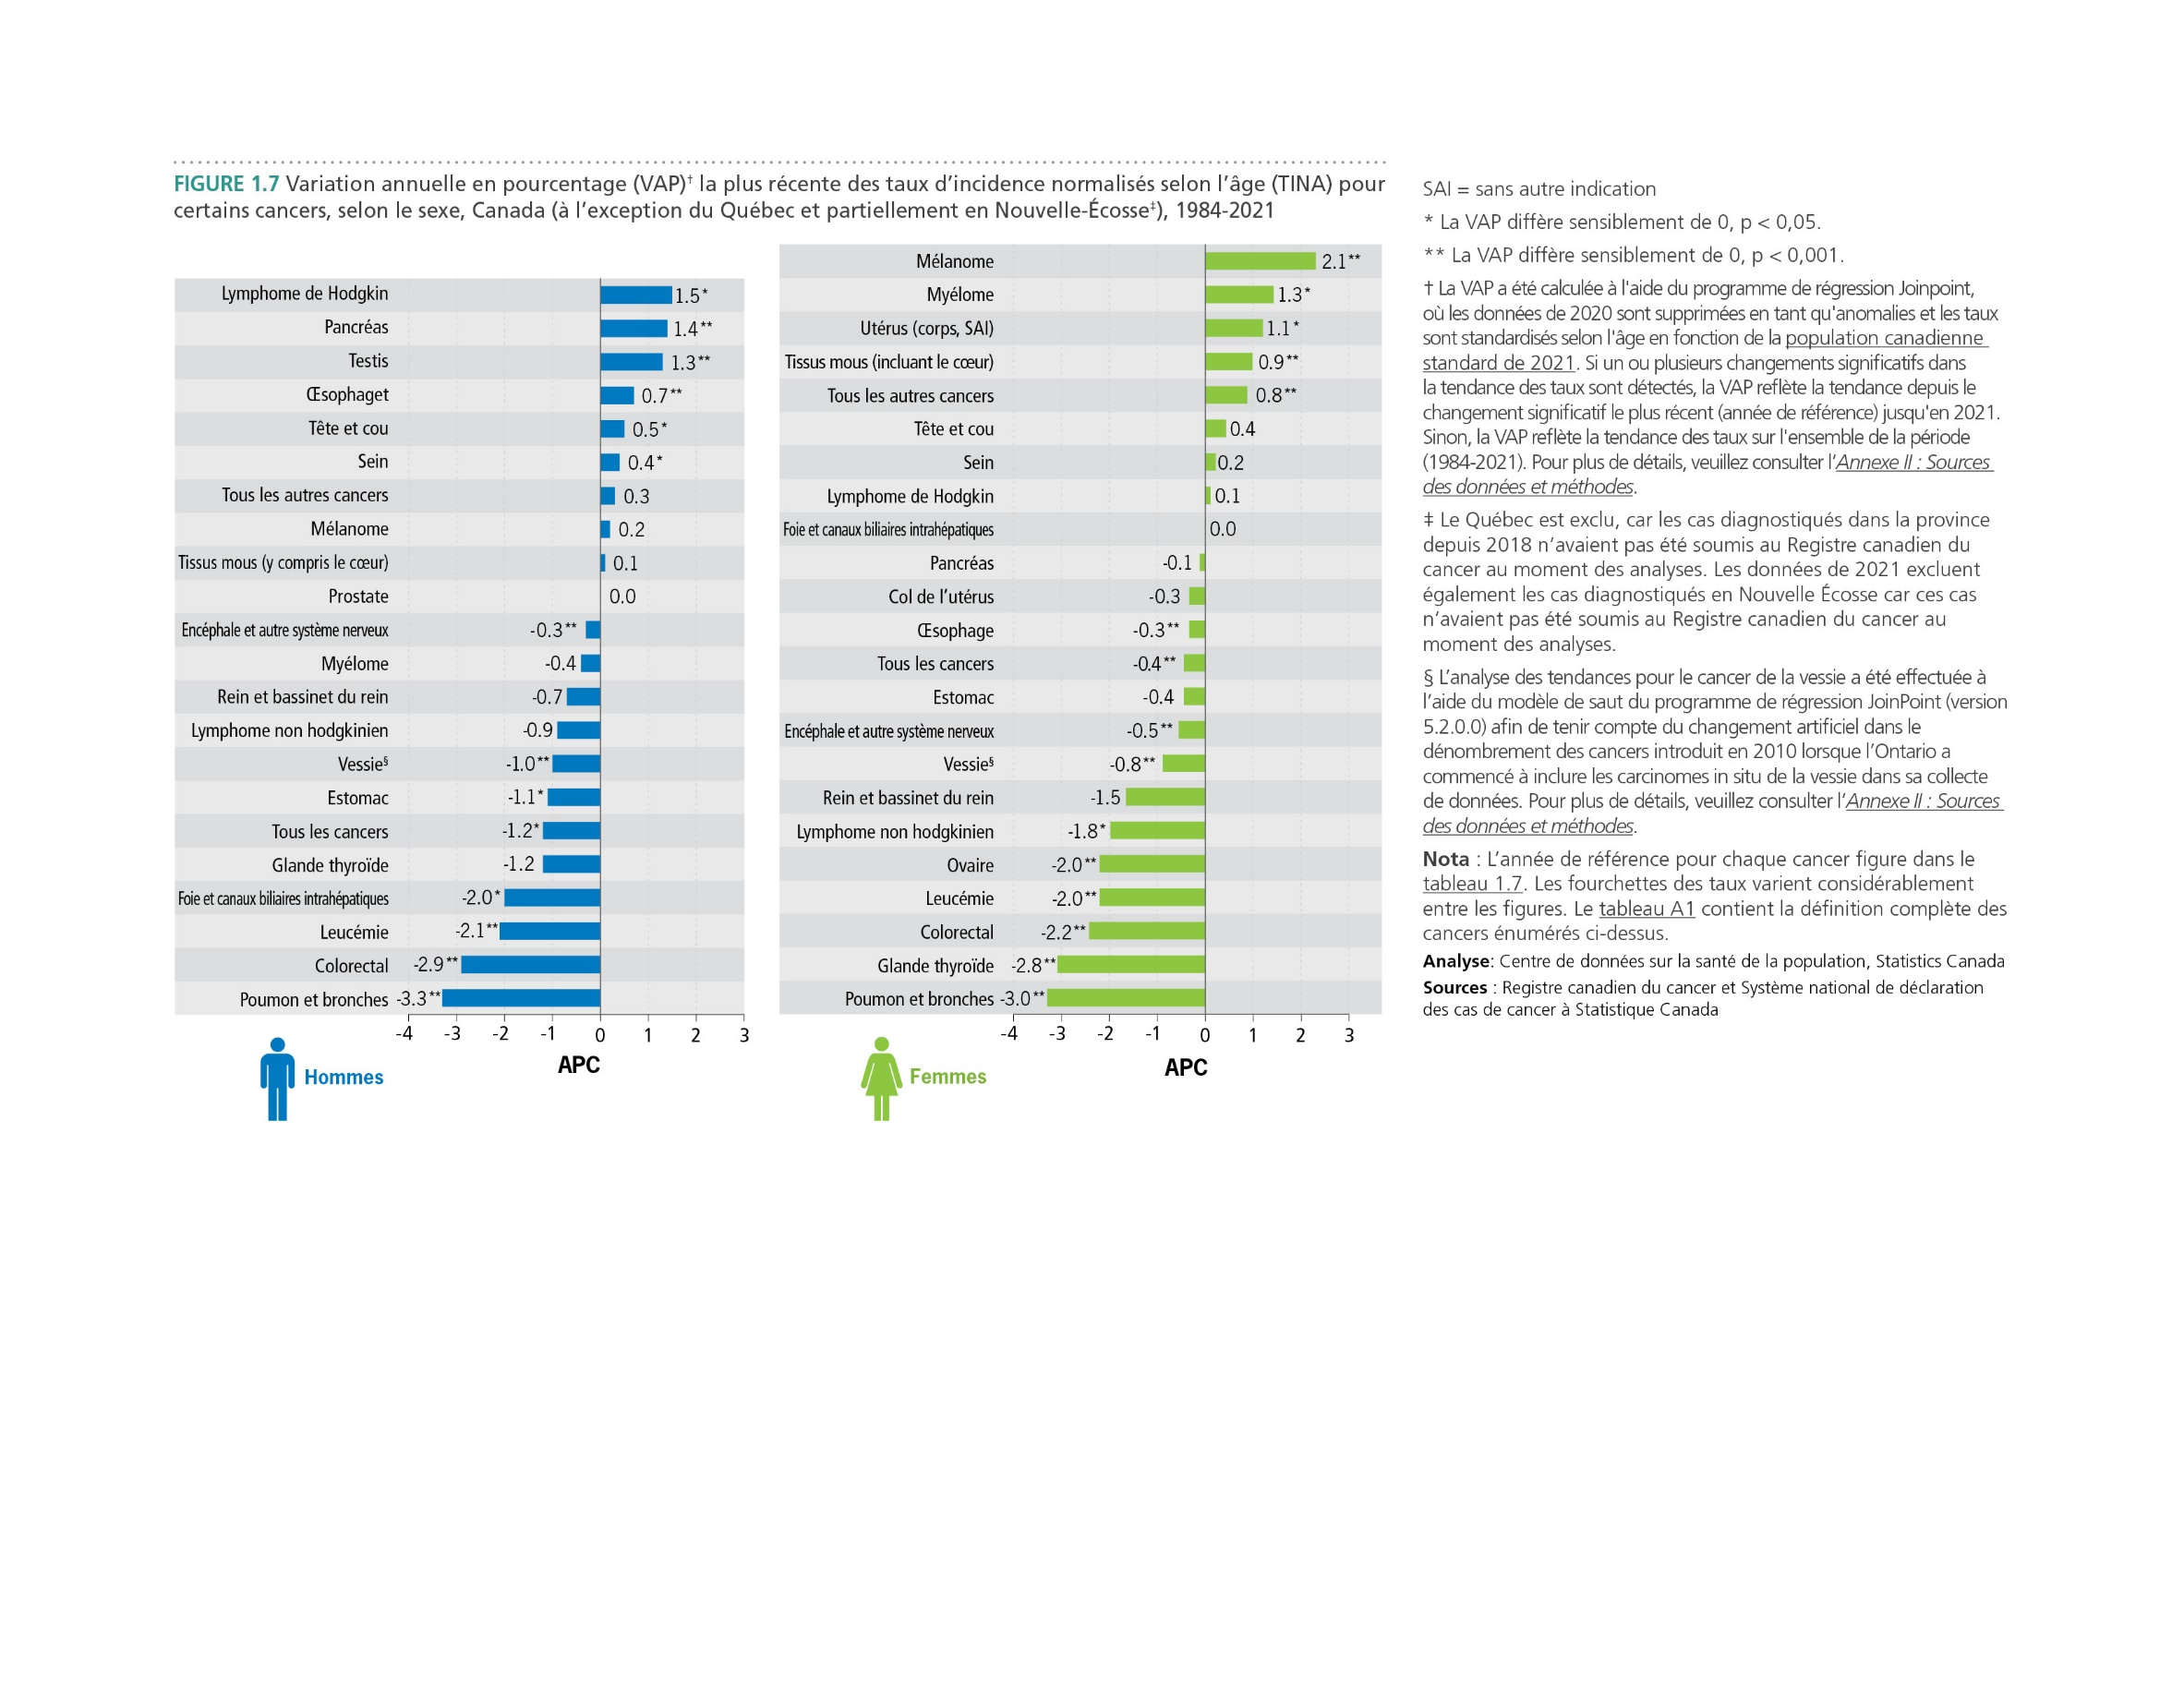 FIGURE 1.7 Variation annuelle en pourcentage (VAP)† la plus récente des taux d’incidence normalisés selon l’âge (TINA) pour
certains cancers, selon le sexe, Canada (à l’exception du Québec et partiellement en Nouvelle-Écosse‡), 1984-2021
Lymphome de Hodgkin 1.5*
Pancréas 1.4**
Testis 1.3**
Œsophaget 0.7**
Tête et cou 0.5*
Sein 0.4*
Tous les autres cancers 0.3
Mélanome 0.2
Tissus mous (y compris le cœur) 0.1
Prostate 0.0
Encéphale et autre système nerveux -0.3**
Myélome -0.4
Rein et bassinet du rein -0.7
Lymphome non hodgkinien -0.9
Vessie§ -1.0**
Estomac -1.1*
Tous les cancers -1.2*
Glande thyroïde -1.2
Foie et canaux biliaires intrahépatiques -2.0*
Leucémie -2.1**
Colorectal -2.9**
Poumon et bronches -3.3**
-4 -3 -2 -1 0 1 2 3
APC
Hommes
Mélanome 2.1**
Myélome 1.3*
Utérus (corps, SAI) 1.1*
Tissus mous (incluant le cœur) 0.9**
Tous les autres cancers 0.8**
Tête et cou 0.4
Sein 0.2
Lymphome de Hodgkin 0.1
Foie et canaux biliaires intrahépatiques 0.0
Pancréas -0.1
Col de l’utérus -0.3
Œsophage -0.3**
Tous les cancers -0.4**
Estomac -0.4
Encéphale et autre système nerveux -0.5**
Vessie§ -0.8**
Rein et bassinet du rein -1.5
Lymphome non hodgkinien -1.8*
Ovaire -2.0**
Leucémie -2.0**
Colorectal -2.2**
Glande thyroïde -2.8**
Poumon et bronches -3.0**
-4 -3 -2 -1 0 1 2 3
APC
Femmes
SAI = sans autre indication
* La VAP diffère sensiblement de 0, p < 0,05.
** La VAP diffère sensiblement de 0, p < 0,001.
† La VAP a été calculée à l'aide du programme de régression Joinpoint,
où les données de 2020 sont supprimées en tant qu'anomalies et les taux
sont standardisés selon l'âge en fonction de la population canadienne
standard de 2021. Si un ou plusieurs changements significatifs dans
la tendance des taux sont détectés, la VAP reflète la tendance depuis le
changement significatif le plus récent (année de référence) jusqu'en 2021.
Sinon, la VAP reflète la tendance des taux sur l'ensemble de la période
(1984-2021). Pour plus de détails, veuillez consulter l’Annexe II : Sources
des données et méthodes.
‡ Le Québec est exclu, car les cas diagnostiqués dans la province
depuis 2018 n’avaient pas été soumis au Registre canadien du
cancer au moment des analyses. Les données de 2021 excluent
également les cas diagnostiqués en Nouvelle Écosse car ces cas
n’avaient pas été soumis au Registre canadien du cancer au
moment des analyses.
§ L’analyse des tendances pour le cancer de la vessie a été effectuée à
l’aide du modèle de saut du programme de régression JoinPoint (version
5.2.0.0) afin de tenir compte du changement artificiel dans le
dénombrement des cancers introduit en 2010 lorsque l’Ontario a
commencé à inclure les carcinomes in situ de la vessie dans sa collecte
de données. Pour plus de détails, veuillez consulter l’Annexe II : Sources
des données et méthodes.
Nota : L’année de référence pour chaque cancer figure dans le
tableau 1.7. Les fourchettes des taux varient considérablement
entre les figures. Le tableau A1 contient la définition complète des
cancers énumérés ci-dessus.
Analyse: Centre de données sur la santé de la population, Statistics Canada
Sources : Registre canadien du cancer et Système national de déclaration
des cas de cancer à Statistique Canada